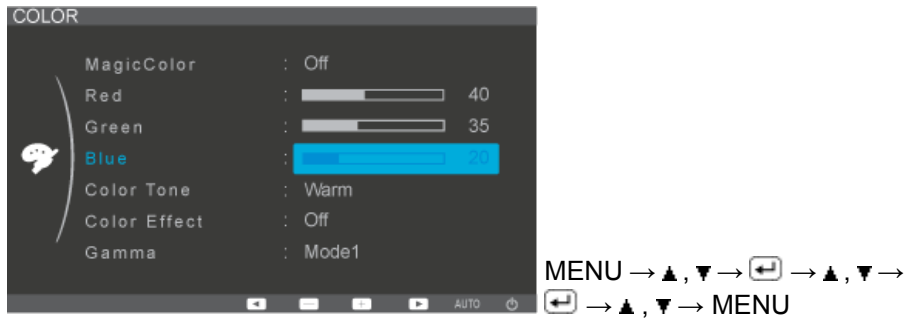 COLOR
MagicColor : Off
Red : 40
Green : 35
Blue : 20
Color Tone : Warm
Color Effect : Off
Gamma : Mode1
AUTO
MENU → ▲ , ▼ → ↵ → ▲ , ▼ →
↵ → ▲ , ▼ → MENU